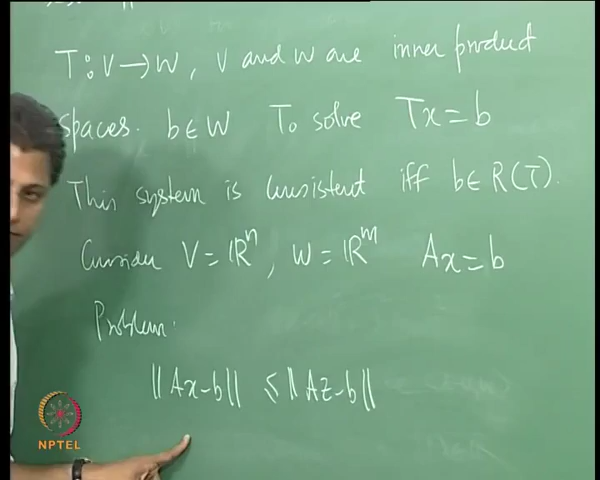 T : V → W, V and W are inner product
spaces. b ∈ W To solve Tx = b
This system is consistent iff b ∈ R(T).
Consider V = ℝⁿ, W = ℝᵐ Ax = b
Problem:
||Ax-b|| ≤ ||Az-b||
NPTEL